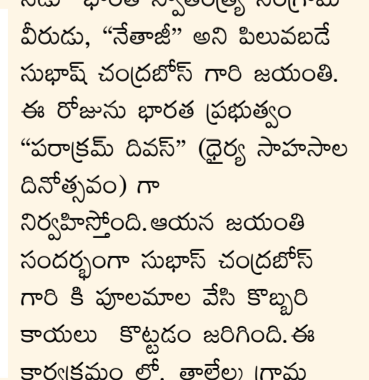 నేడు భారత స్వాతంత్ర్య సంగ్రామ
వీరుడు, “నేతాజీ” అని పిలువబడే
సుభాష్ చంద్రబోస్ గారి జయంతి.
ఈ రోజును భారత ప్రభుత్వం
“పరాక్రమ్ దివస్” (ధైర్య సాహసాల
దినోత్సవం) గా
నిర్వహిస్తోంది.ఆయన జయంతి
సందర్భంగా సుభాస్ చంద్రబోస్
గారి కి పూలమాల వేసి కొబ్బరి
కాయలు కొట్టడం జరిగింది.ఈ
కార్యక్రమం లో, తాల్లేల్ల గ్రామ